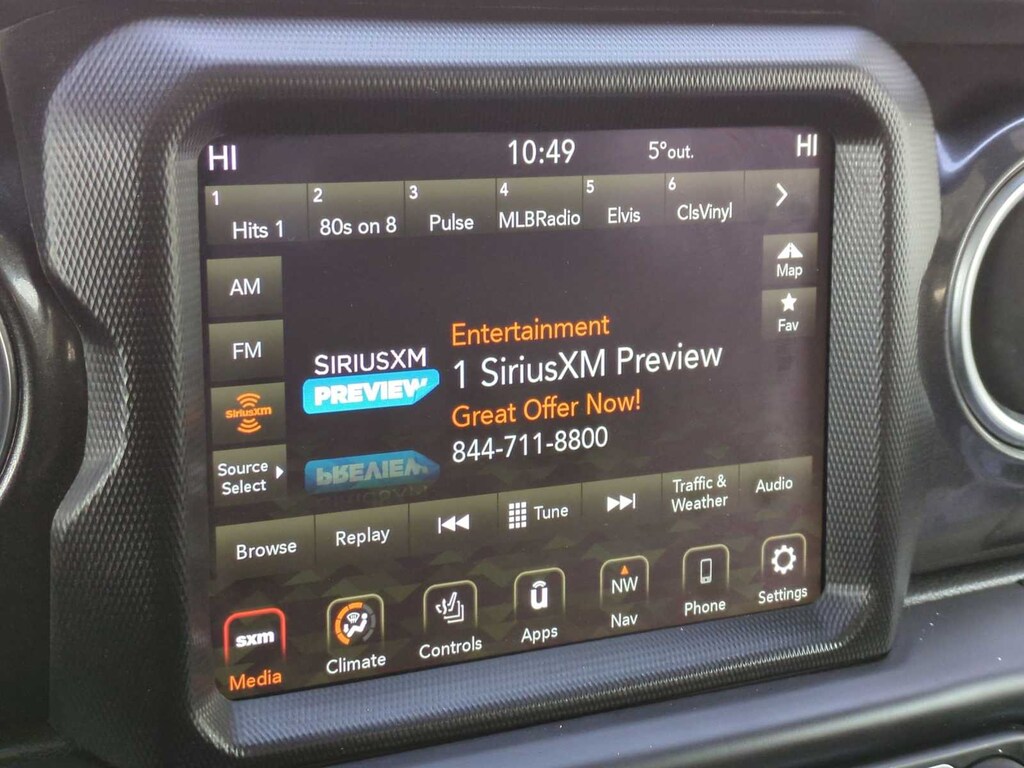 HI 10:49 5°out. HI
1 Hits 1
2 80s on 8
3 Pulse
4 MLBRadio
5 Elvis
6 ClsVinyl
AM
FM
SiriusXM
Source
Select
SIRIUSXM
PREVIEW
Entertainment
1 SiriusXM Preview
Great Offer Now!
844-711-8800
Map
Fav
Browse
Replay
Tune
Traffic &
Weather
Audio
sxm
Media
Climate
Controls
Apps
NW
Nav
Phone
Settings